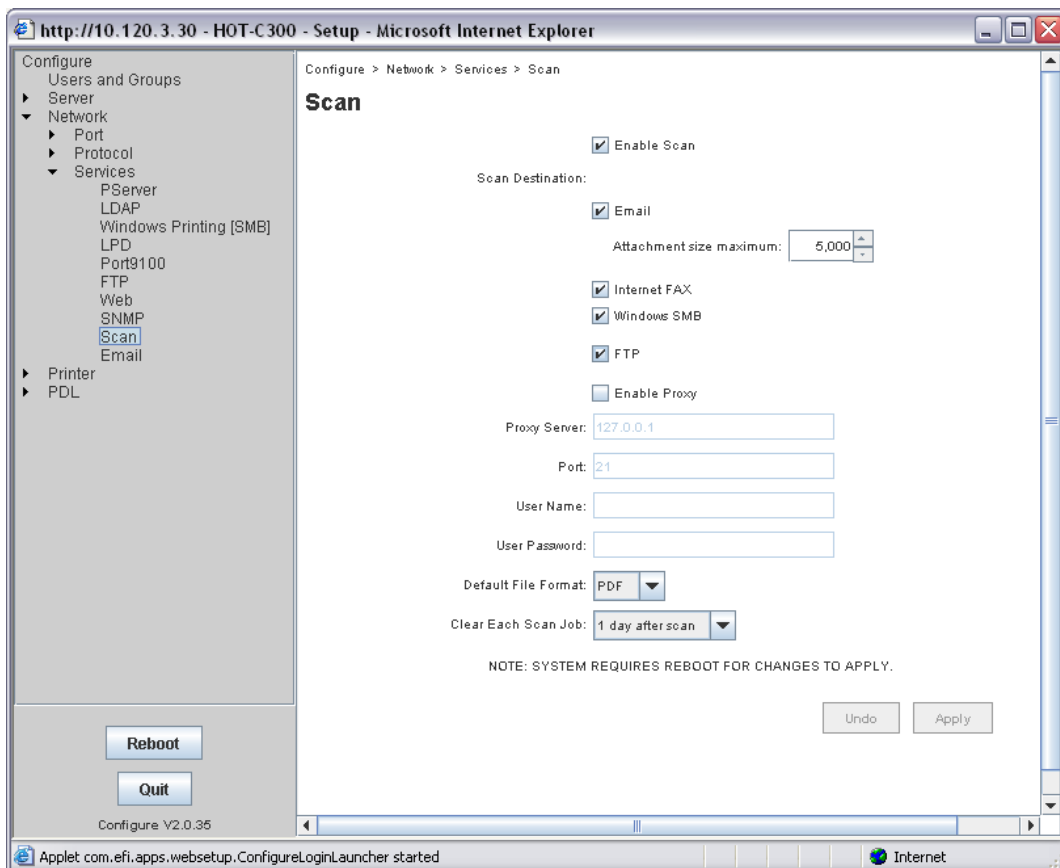 http://10.120.3.30 - HOT-C300 - Setup - Microsoft Internet Explorer
Configure
Users and Groups
Server
Network
Port
Protocol
Services
PServer
LDAP
Windows Printing [SMB]
LPD
Port9100
FTP
Web
SNMP
Scan
Email
Printer
PDL
Reboot
Quit
Configure V2.0.35
Configure > Network > Services > Scan
Scan
Enable Scan
Scan Destination:
Email
Attachment size maximum: 5,000
Internet FAX
Windows SMB
FTP
Enable Proxy
Proxy Server: 127.0.0.1
Port: 21
User Name:
User Password:
Default File Format: PDF
Clear Each Scan Job: 1 day after scan
NOTE: SYSTEM REQUIRES REBOOT FOR CHANGES TO APPLY.
Undo Apply
Applet com.efi.apps.websetup.ConfigureLoginLauncher started Internet